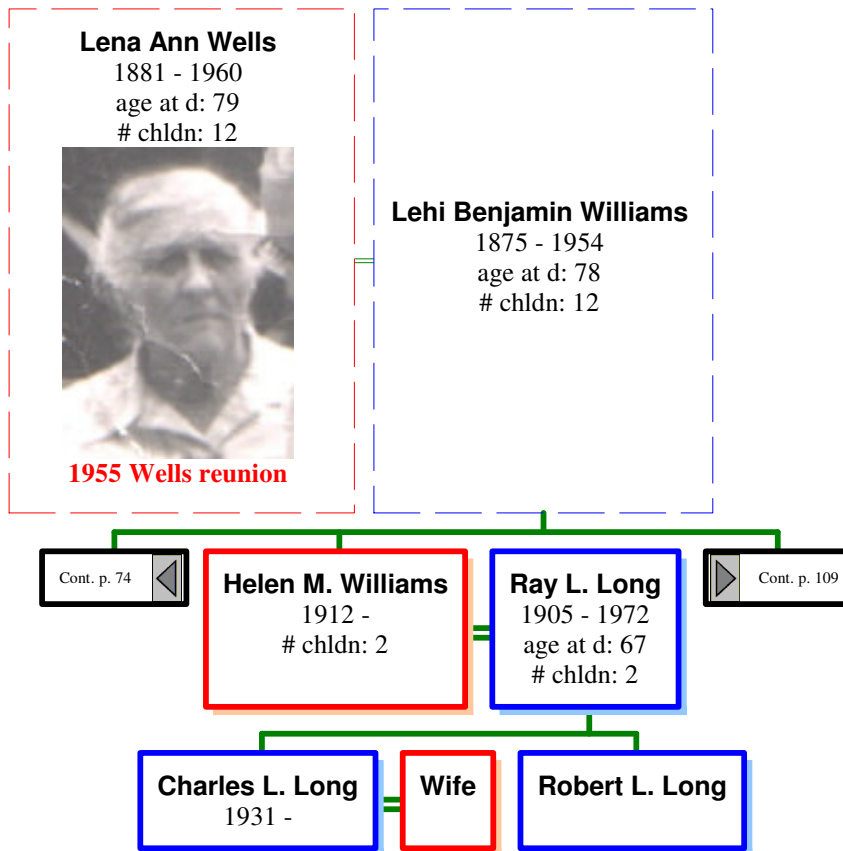 Lena Ann Wells
1881 - 1960
age at d: 79
# chldn: 12
1955 Wells reunion
Lehi Benjamin Williams
1875 - 1954
age at d: 78
# chldn: 12
Cont. p. 74
Helen M. Williams
1912 -
# chldn: 2
Ray L. Long
1905 - 1972
age at d: 67
# chldn: 2
Cont. p. 109
Charles L. Long
1931 -
Wife
Robert L. Long